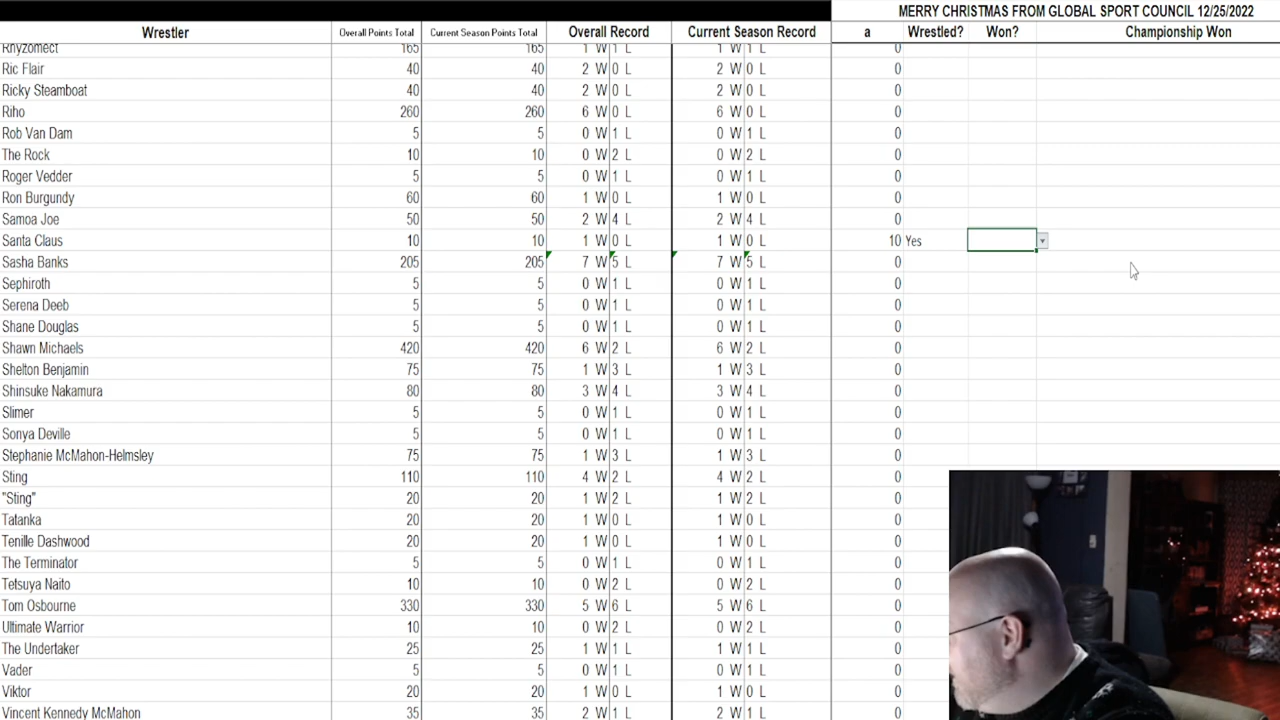 MERRY CHRISTMAS FROM GLOBAL SPORT COUNCIL 12/25/2022
Wrestler Overall Points Total Current Season Points Total Overall Record Current Season Record a Wrestled? Won? Championship Won
Rhyzomect 165 165 1 W 1 L 1 W 1 L 0
Ric Flair 40 40 2 W 0 L 2 W 0 L 0
Ricky Steamboat 40 40 2 W 0 L 2 W 0 L 0
Riho 260 260 6 W 0 L 6 W 0 L 0
Rob Van Dam 5 5 0 W 1 L 0 W 1 L 0
The Rock 10 10 0 W 2 L 0 W 2 L 0
Roger Vedder 5 5 0 W 1 L 0 W 1 L 0
Ron Burgundy 60 60 1 W 0 L 1 W 0 L 0
Samoa Joe 50 50 2 W 4 L 2 W 4 L 0
Santa Claus 10 10 1 W 0 L 1 W 0 L 10 Yes
Sasha Banks 205 205 7 W 5 L 7 W 5 L 0
Sephiroth 5 5 0 W 1 L 0 W 1 L 0
Serena Deeb 5 5 0 W 1 L 0 W 1 L 0
Shane Douglas 5 5 0 W 1 L 0 W 1 L 0
Shawn Michaels 420 420 6 W 2 L 6 W 2 L 0
Shelton Benjamin 75 75 1 W 3 L 1 W 3 L 0
Shinsuke Nakamura 80 80 3 W 4 L 3 W 4 L 0
Slimer 5 5 0 W 1 L 0 W 1 L 0
Sonya Deville 5 5 0 W 1 L 0 W 1 L 0
Stephanie McMahon-Helmsley 75 75 1 W 3 L 1 W 3 L 0
Sting 110 110 4 W 2 L 4 W 2 L 0
"Sting" 20 20 1 W 2 L 1 W 2 L 0
Tatanka 20 20 1 W 0 L 1 W 0 L 0
Tenille Dashwood 20 20 1 W 0 L 1 W 0 L 0
The Terminator 5 5 0 W 1 L 0 W 1 L 0
Tetsuya Naito 10 10 0 W 2 L 0 W 2 L 0
Tom Osbourne 330 330 5 W 6 L 5 W 6 L 0
Ultimate Warrior 10 10 0 W 2 L 0 W 2 L 0
The Undertaker 25 25 1 W 1 L 1 W 1 L 0
Vader 5 5 0 W 1 L 0 W 1 L 0
Viktor 20 20 1 W 0 L 1 W 0 L 0
Vincent Kennedy McMahon 35 35 2 W 1 L 2 W 1 L 0